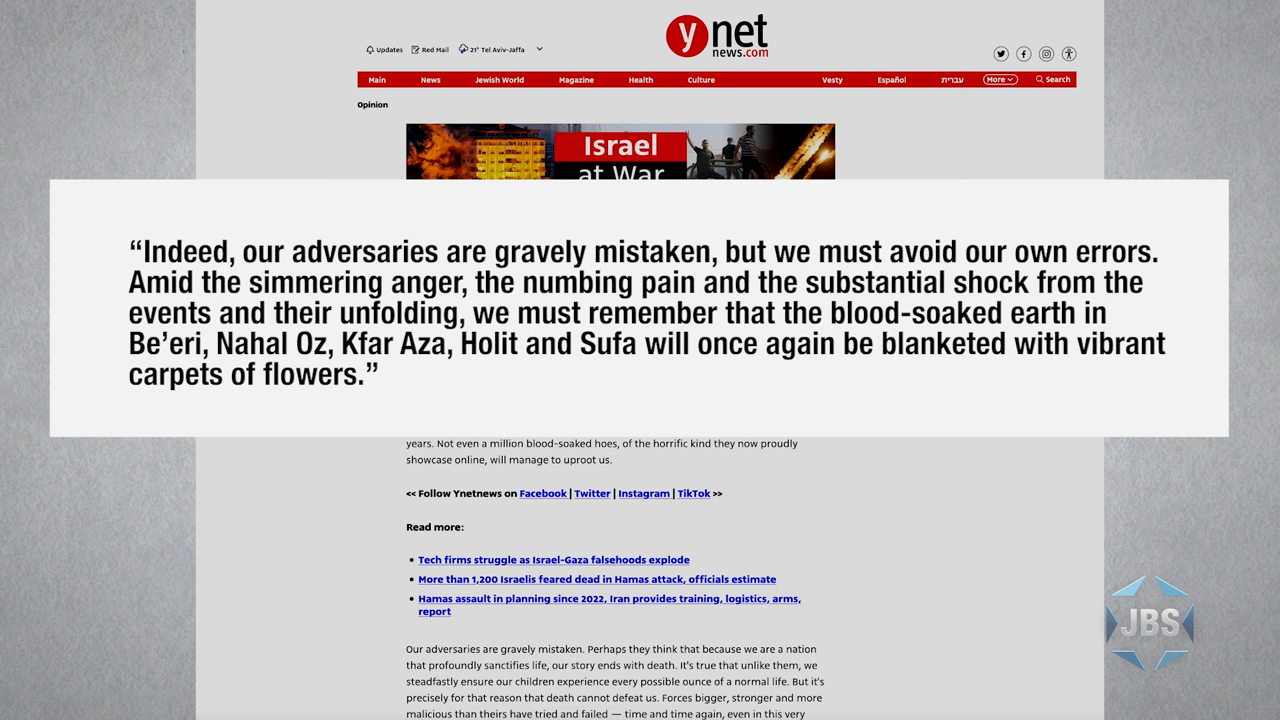 y net
news.com
Updates
Red Mail
21° Tel Aviv-Jaffa
Main
News
Jewish World
Magazine
Health
Culture
Vesty
Español
עברית
More
Search
Opinion
Israel
at War
“Indeed, our adversaries are gravely mistaken, but we must avoid our own errors.
Amid the simmering anger, the numbing pain and the substantial shock from the
events and their unfolding, we must remember that the blood-soaked earth in
Be’eri, Nahal Oz, Kfar Aza, Holit and Sufa will once again be blanketed with vibrant
carpets of flowers.”
years. Not even a million blood-soaked hoes, of the horrific kind they now proudly
showcase online, will manage to uproot us.
<< Follow Ynetnews on Facebook | Twitter | Instagram | TikTok >>
Read more:
• Tech firms struggle as Israel-Gaza falsehoods explode
• More than 1,200 Israelis feared dead in Hamas attack, officials estimate
• Hamas assault in planning since 2022, Iran provides training, logistics, arms,
report
Our adversaries are gravely mistaken. Perhaps they think that because we are a nation
that profoundly sanctifies life, our story ends with death. It's true that unlike them, we
steadfastly ensure our children experience every possible ounce of a normal life. But it's
precisely for that reason that death cannot defeat us. Forces bigger, stronger and more
malicious than theirs have tried and failed — time and time again, even in this very
JBS